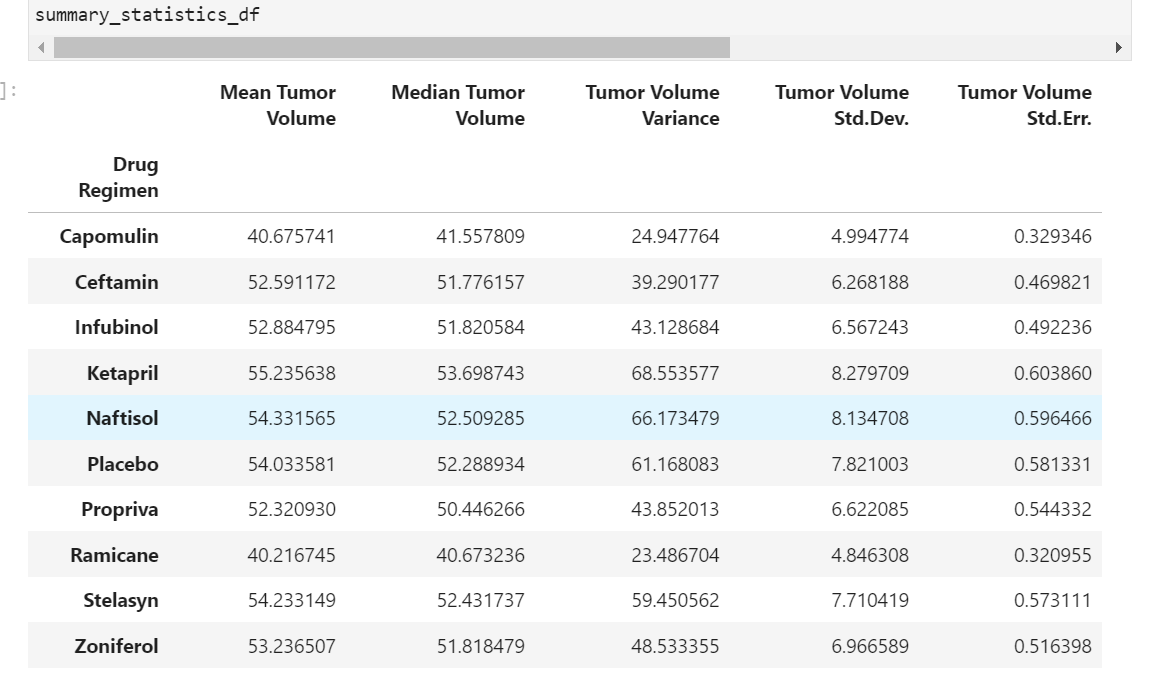 summary_statistics_df
]:
Mean Tumor Volume Median Tumor Volume Tumor Volume Variance Tumor Volume Std.Dev. Tumor Volume Std.Err.
Drug Regimen
Capomulin 40.675741 41.557809 24.947764 4.994774 0.329346
Ceftamin 52.591172 51.776157 39.290177 6.268188 0.469821
Infubinol 52.884795 51.820584 43.128684 6.567243 0.492236
Ketapril 55.235638 53.698743 68.553577 8.279709 0.603860
Naftisol 54.331565 52.509285 66.173479 8.134708 0.596466
Placebo 54.033581 52.288934 61.168083 7.821003 0.581331
Propriva 52.320930 50.446266 43.852013 6.622085 0.544332
Ramicane 40.216745 40.673236 23.486704 4.846308 0.320955
Stelasyn 54.233149 52.431737 59.450562 7.710419 0.573111
Zoniferol 53.236507 51.818479 48.533355 6.966589 0.516398